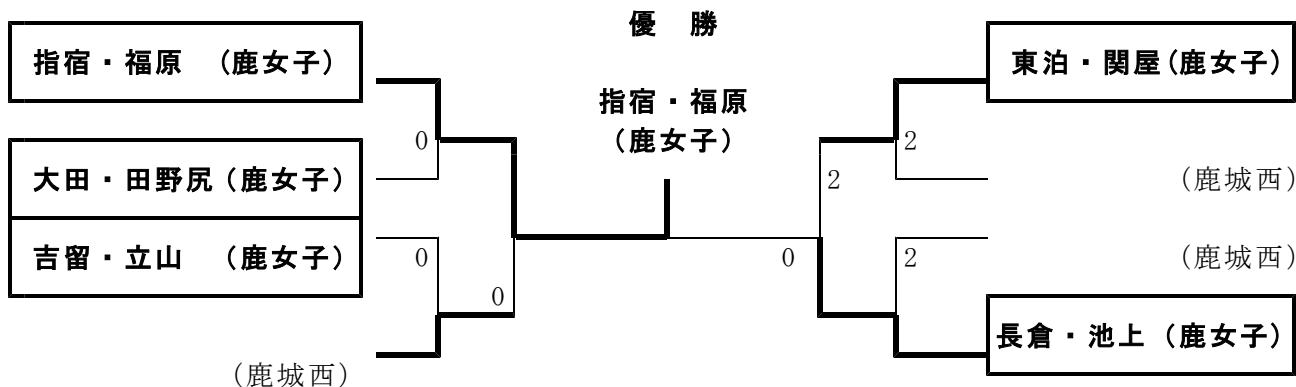 優 勝
指宿・福原 (鹿女子)
東泊・関屋(鹿女子)
指宿・福原
(鹿女子)
0
2
大田・田野尻(鹿女子)
2
(鹿城西)
吉留・立山 (鹿女子)
0
0
2
(鹿城西)
0
長倉・池上(鹿女子)
(鹿城西)